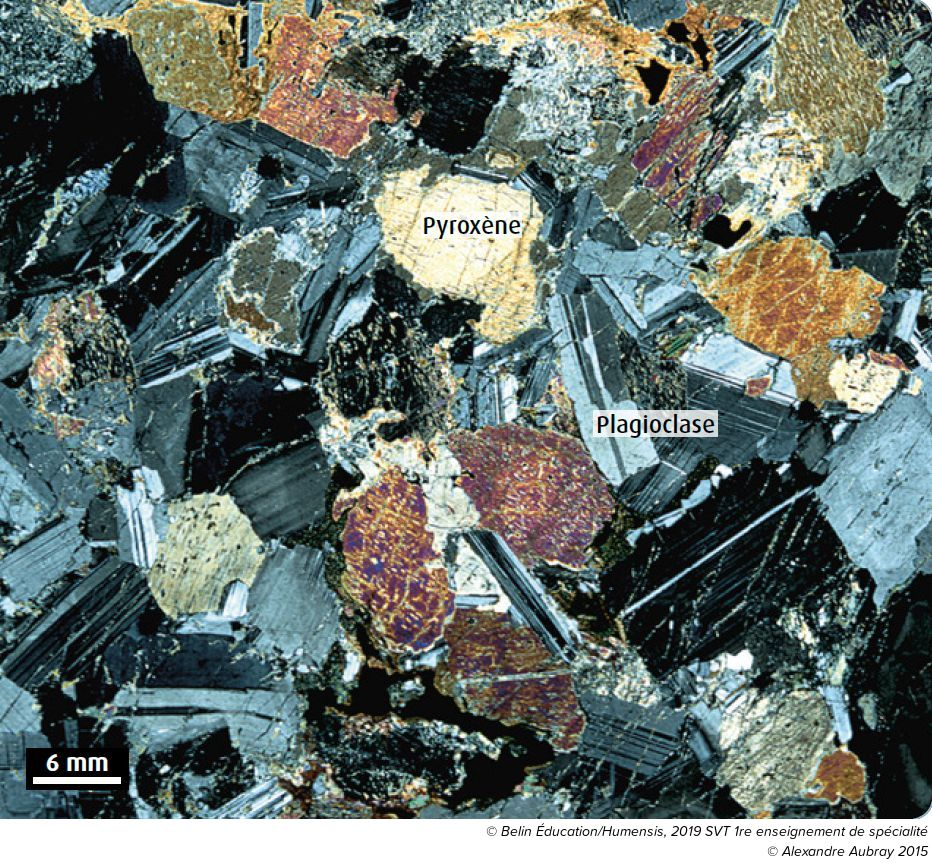 Pyroxène
Plagioclase
6 mm
© Belin Éducation/Humensis, 2019 SVT 1re enseignement de spécialité
© Alexandre Aubray 2015